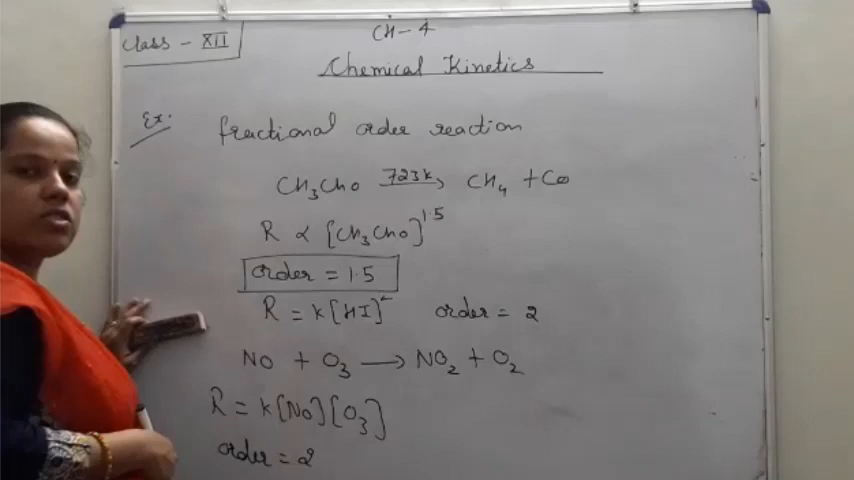 Class - XII
CH - 4
Chemical Kinetics
Ex:
fractional order reaction
CH₃CHO —723K→ CH₄ + CO
R ∝ [CH₃CHO]^1.5
order = 1.5
R = K[HI]² order = 2
NO + O₃ ⟶ NO₂ + O₂
R = K[NO][O₃]
order = 2